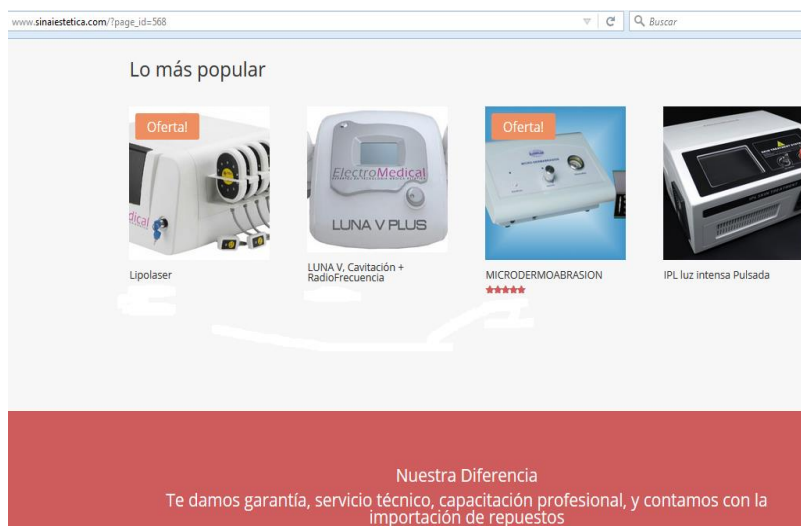 www.sinaiestetica.com/?page_id=568
Buscar
Lo más popular
Oferta!
Oferta!
dical
ElectroMedical
LUNA V PLUS
Lipolaser
LUNA V, Cavitación +
RadioFrecuencia
MICRODERMOABRASION
IPL luz intensa Pulsada
Nuestra Diferencia
Te damos garantía, servicio técnico, capacitación profesional, y contamos con la
importación de repuestos